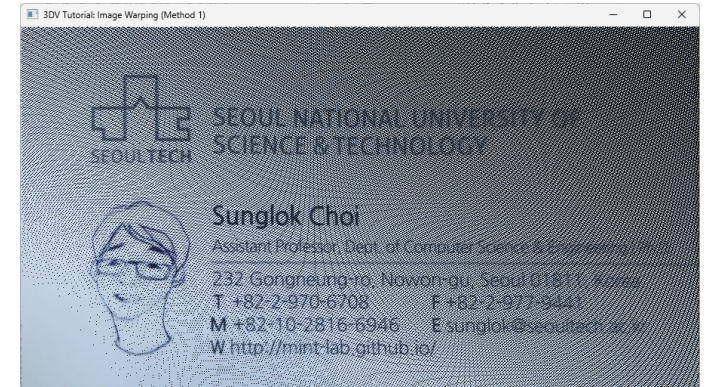 3DV Tutorial: Image Warping (Method 1)
SEOUL NATIONAL UNIVERSITY OF
SCIENCE & TECHNOLOGY
SEOULTECH
Sunglok Choi
Assistant Professor, Dept. of Computer Science & Engineering
232 Gongneung-ro, Nowon-gu, Seoul 01811, Korea
T +82-2-970-6708 F +82-2-977-9441
M +82-10-2816-6946 E sunglok@seoultech.ac.kr
W http://mint-lab.github.io/